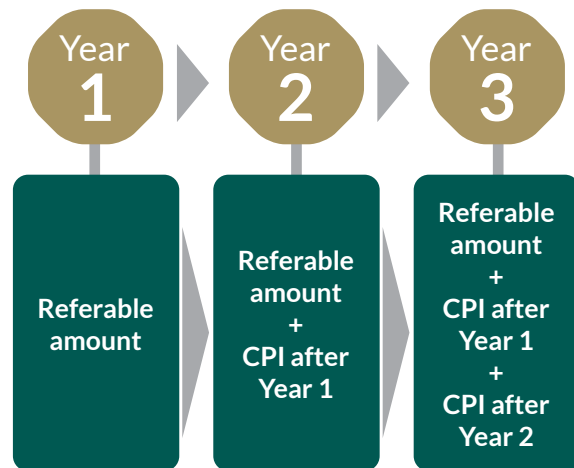 Year
1
Year
2
Year
3
Referable
amount
Referable
amount
+
CPI after
Year 1
Referable
amount
+
CPI after
Year 1
+
CPI after
Year 2